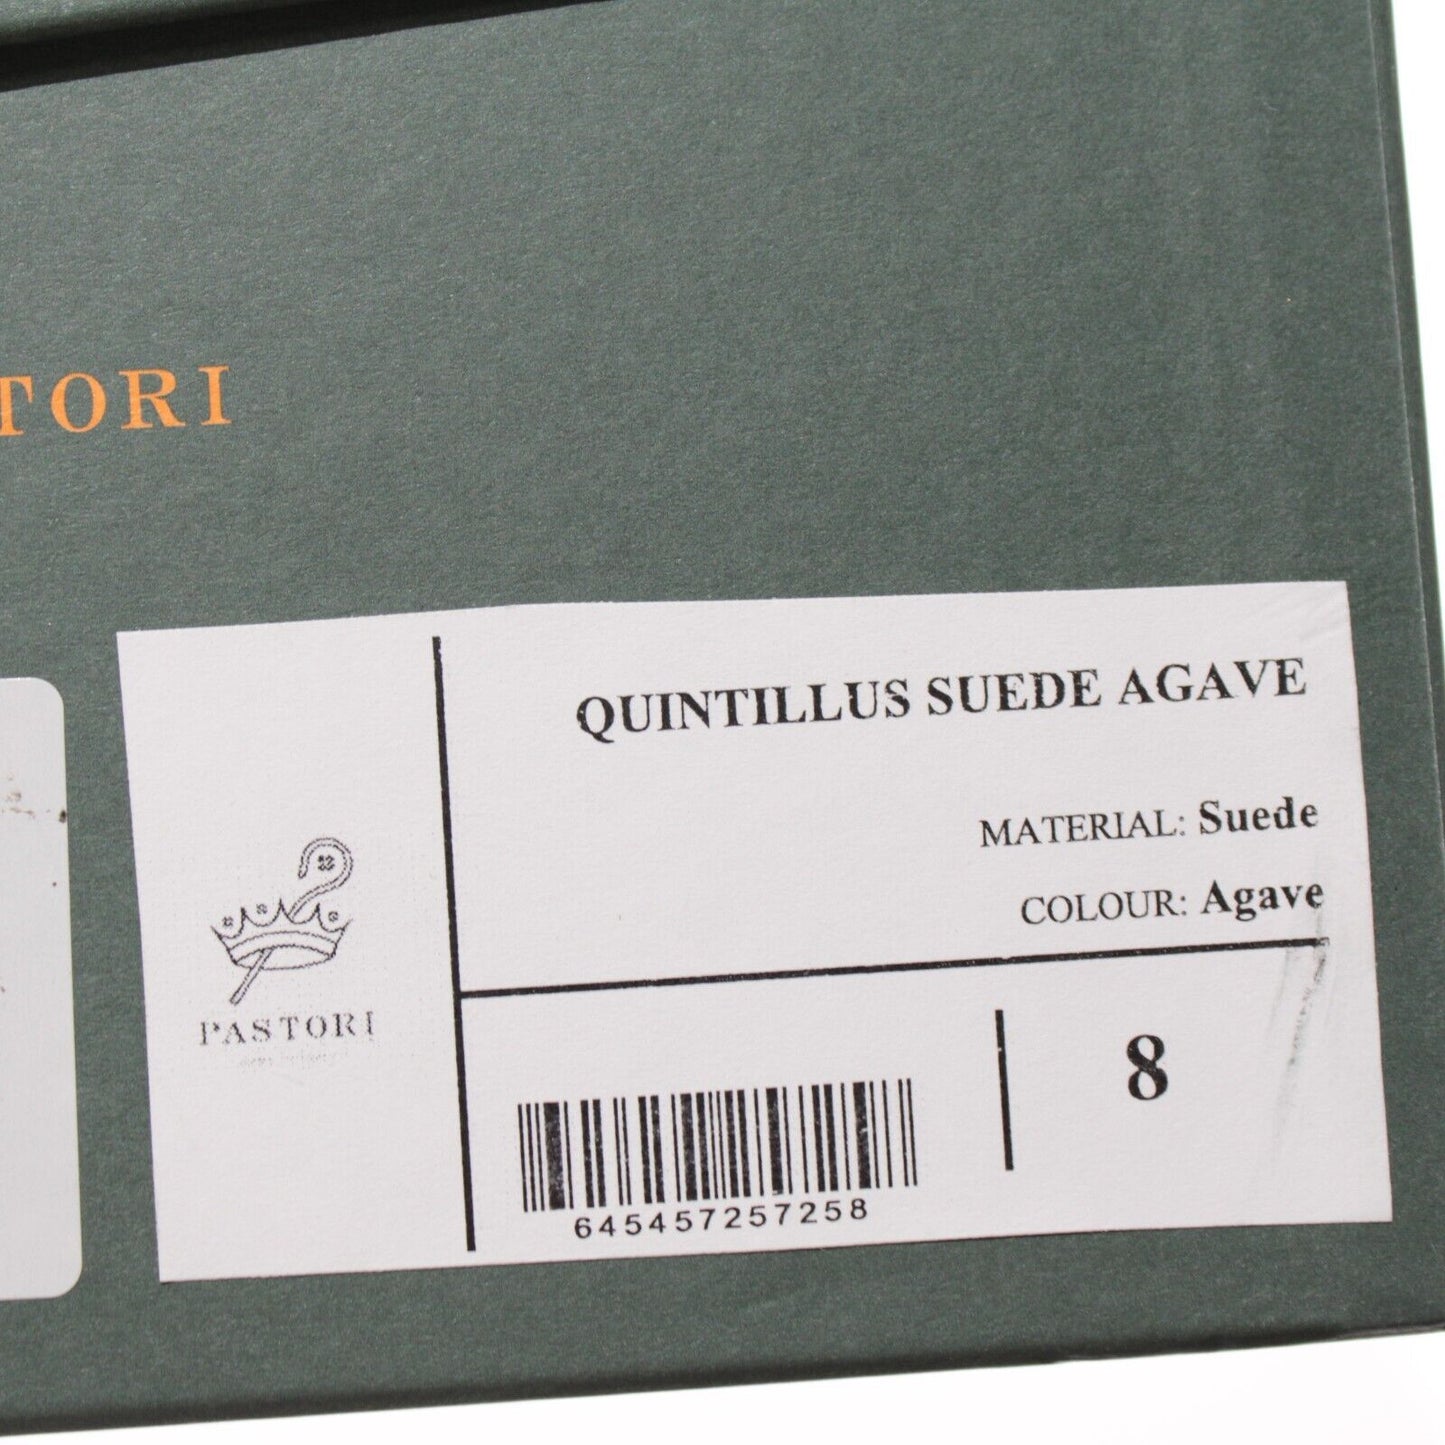 TORI
QUINTILLUS SUEDE AGAVE
MATERIAL: Suede
COLOUR: Agave
PASTORI
8
645457257258